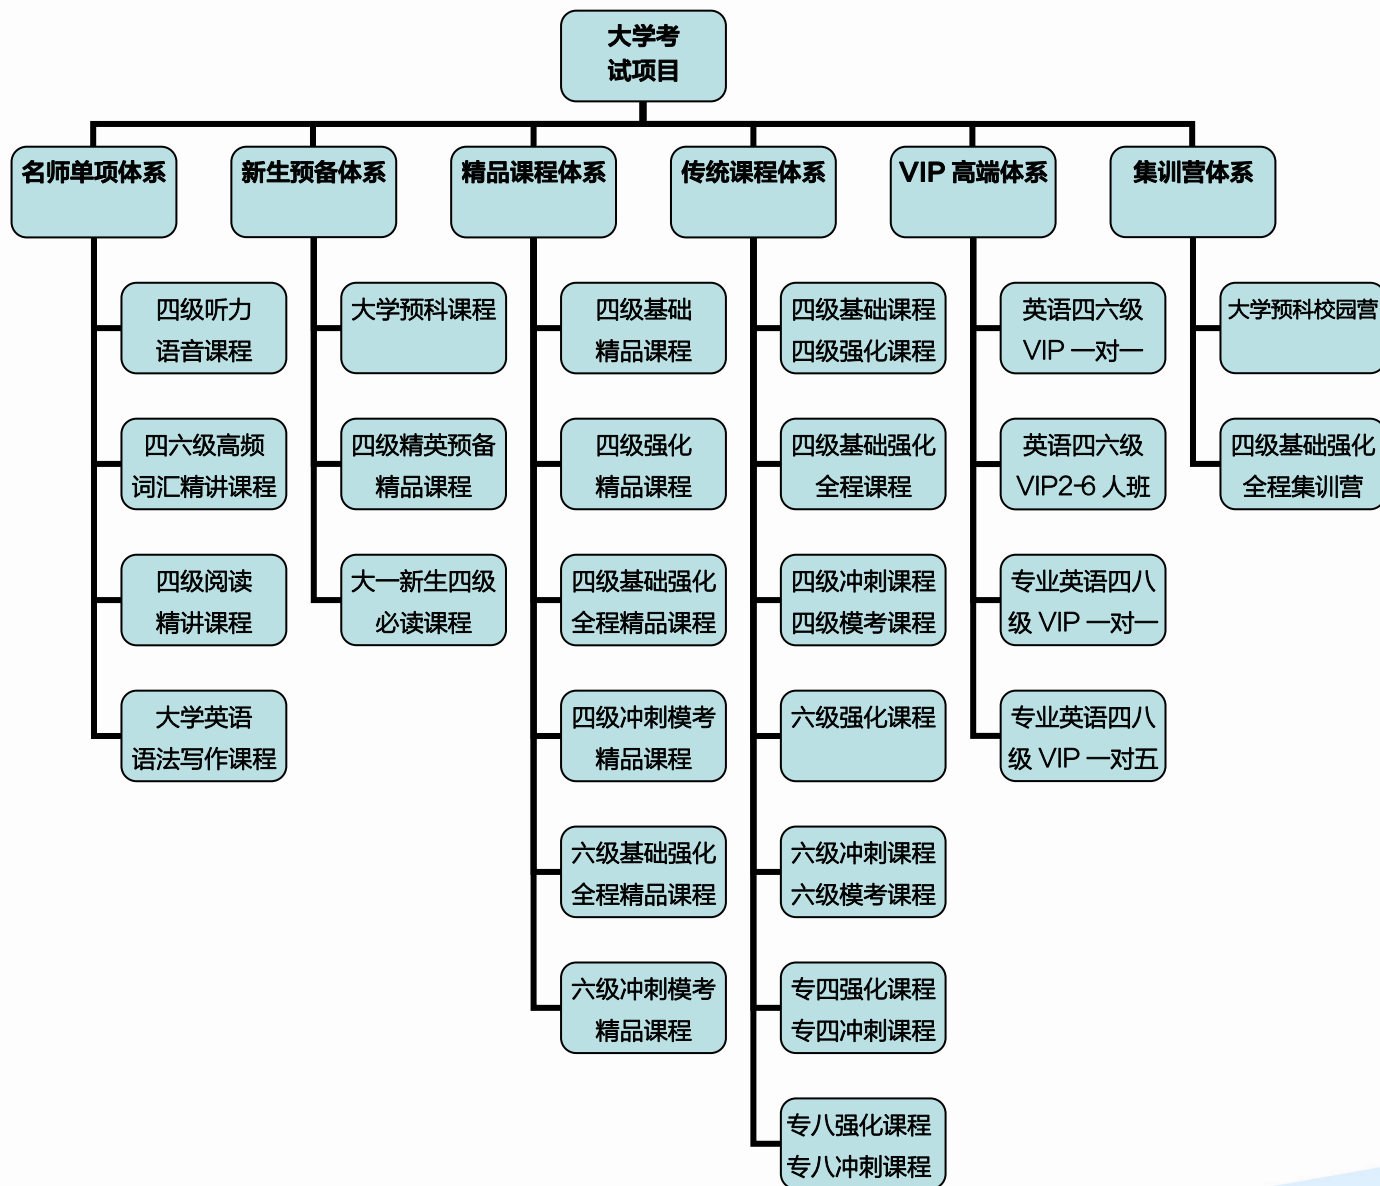 大学考
试项目
名师单项体系
新生预备体系
精品课程体系
传统课程体系
VIP 高端体系
集训营体系
四级听力
语音课程
四六级高频
词汇精讲课程
四级阅读
精讲课程
大学英语
语法写作课程
大学预科课程
四级精英预备
精品课程
大一新生四级
必读课程
四级基础
精品课程
四级强化
精品课程
四级基础强化
全程精品课程
四级冲刺模考
精品课程
六级基础强化
全程精品课程
六级冲刺模考
精品课程
四级基础课程
四级强化课程
四级基础强化
全程课程
四级冲刺课程
四级模考课程
六级强化课程
六级冲刺课程
六级模考课程
专四强化课程
专四冲刺课程
专八强化课程
专八冲刺课程
英语四六级
VIP 一对一
英语四六级
VIP2-6 人班
专业英语四八
级 VIP 一对一
专业英语四八
级 VIP 一对五
大学预科校园营
四级基础强化
全程集训营